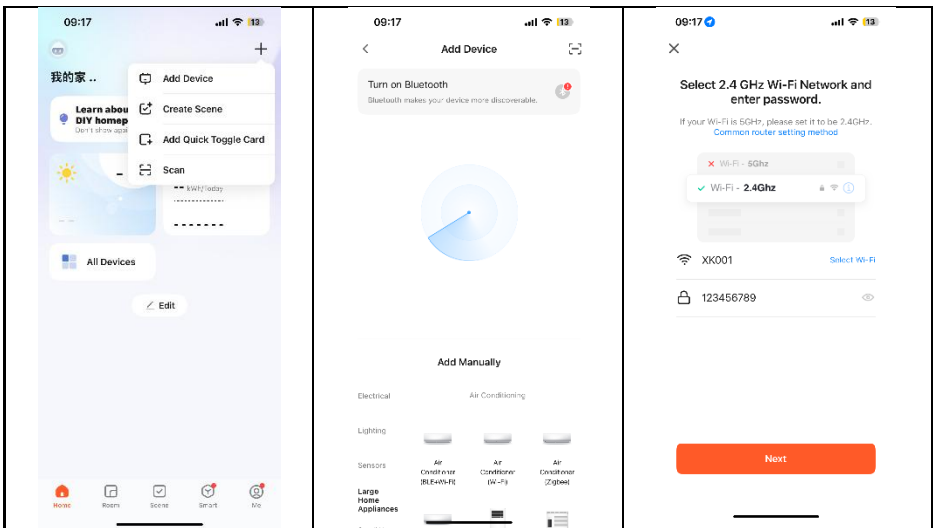 09:17
13
我的家 ..
Add Device
Create Scene
Add Quick Toggle Card
Scan
Learn abou
DIY homep
Don't show agai
kWh/Today
All Devices
Edit
Home
Room
Scene
Smart
Me
09:17
13
Add Device
Turn on Bluetooth
Bluetooth makes your device more discoverable.
Add Manually
Electrical
Air Conditioning
Lighting
Sensors
Air Conditioner (BLE+Wi-Fi)
Air Conditioner (Wi-Fi)
Air Conditioner (Zigbee)
Large
Home
Appliances
09:17
13
Select 2.4 GHz Wi-Fi Network and
enter password.
If your Wi-Fi is 5GHz, please set it to be 2.4GHz.
Common router setting method
Wi-Fi - 5Ghz
Wi-Fi - 2.4Ghz
XK001
Select Wi-Fi
123456789
Next